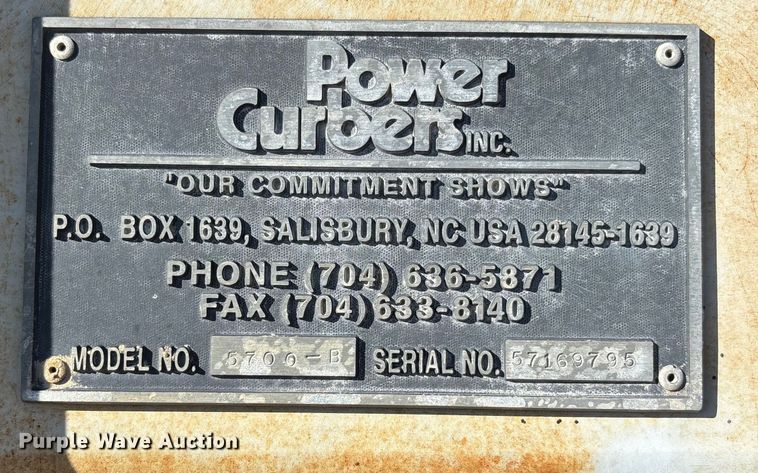 Power
Curbers INC.
"OUR COMMITMENT SHOWS"
P.O. BOX 1639, SALISBURY, NC USA 28145-1639
PHONE (704) 636-5871
FAX (704) 633-8140
MODEL NO. 5700-B SERIAL NO. 57169795
Purple Wave Auction